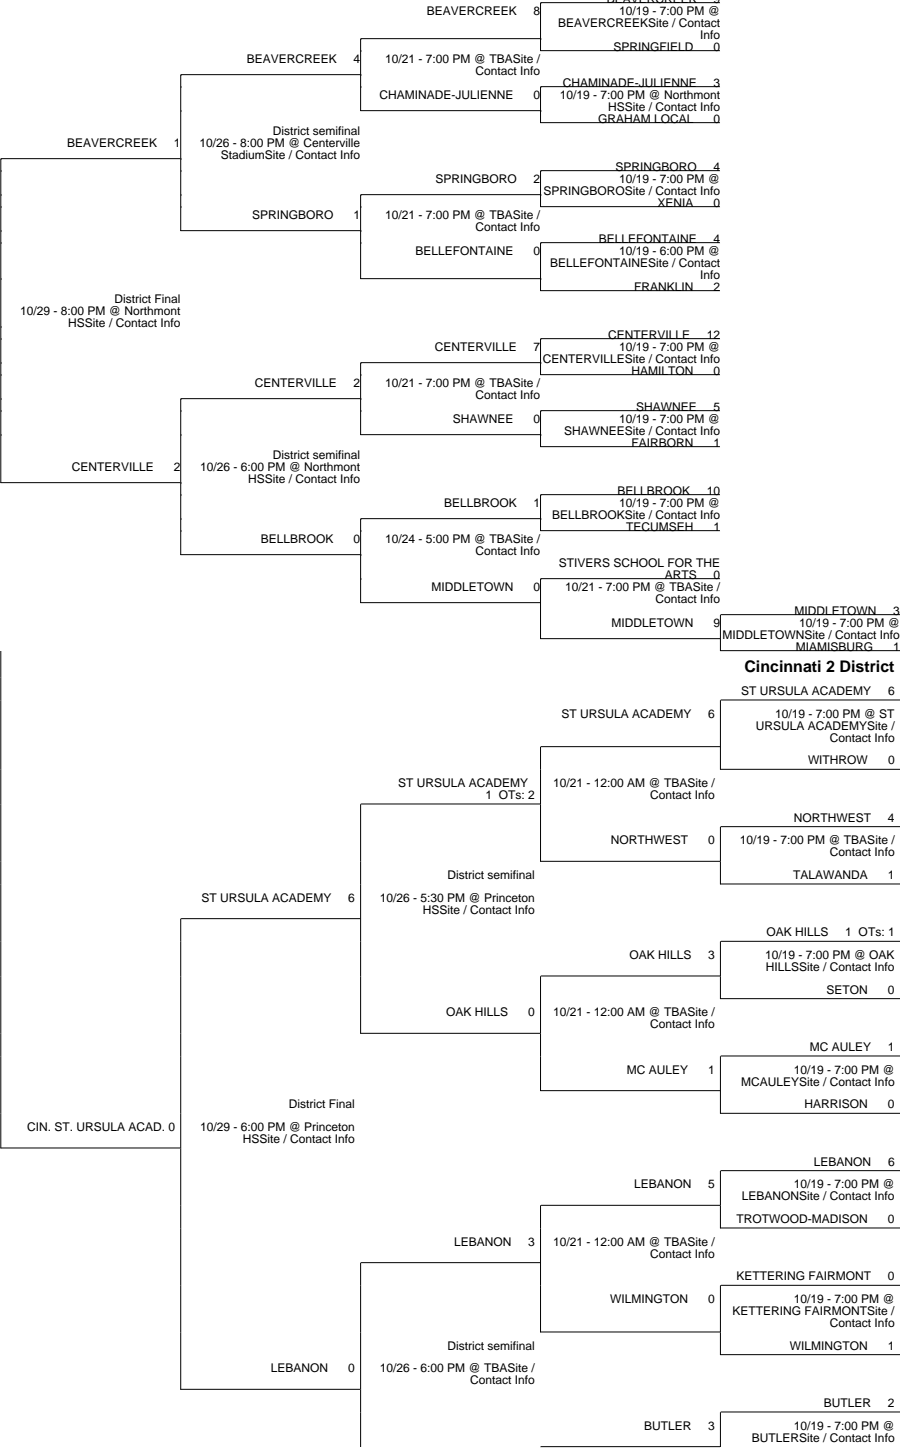 BEAVERCREEK 8
10/19 - 7:00 PM @
BEAVERCREEKSite / Contact
Info
SPRINGFIELD 0
BEAVERCREEK 4
10/21 - 7:00 PM @ TBASite /
Contact Info
CHAMINADE-JULIENNE 3
CHAMINADE-JULIENNE 0
10/19 - 7:00 PM @ Northmont
HSSite / Contact Info
GRAHAM LOCAL 0
BEAVERCREEK 1
District semifinal
10/26 - 8:00 PM @ Centerville
StadiumSite / Contact Info
SPRINGBORO 4
SPRINGBORO 2
10/19 - 7:00 PM @
SPRINGBOROSite / Contact Info
XENIA 0
SPRINGBORO 1
10/21 - 7:00 PM @ TBASite /
Contact Info
BELLEFONTAINE 4
BELLEFONTAINE 0
10/19 - 6:00 PM @
BELLEFONTAINESite / Contact
Info
FRANKLIN 2
District Final
10/29 - 8:00 PM @ Northmont
HSSite / Contact Info
CENTERVILLE 12
CENTERVILLE 7
10/19 - 7:00 PM @
CENTERVILLESite / Contact Info
HAMILTON 0
CENTERVILLE 2
10/21 - 7:00 PM @ TBASite /
Contact Info
SHAWNEE 5
SHAWNEE 0
10/19 - 7:00 PM @
SHAWNEESite / Contact Info
FAIRBORN 1
CENTERVILLE 2
District semifinal
10/26 - 6:00 PM @ Northmont
HSSite / Contact Info
BELLBROOK 10
BELLBROOK 1
10/19 - 7:00 PM @
BELLBROOKSite / Contact Info
TECUMSEH 1
BELLBROOK 0
10/24 - 5:00 PM @ TBASite /
Contact Info
STIVERS SCHOOL FOR THE
ARTS 0
MIDDLETOWN 0
10/21 - 7:00 PM @ TBASite /
Contact Info
MIDDLETOWN 3
MIDDLETOWN 9
10/19 - 7:00 PM @
MIDDLETOWNSite / Contact Info
MIAMISBURG 1
Cincinnati 2 District
ST URSULA ACADEMY 6
ST URSULA ACADEMY 6
10/19 - 7:00 PM @ ST
URSULA ACADEMYSite /
Contact Info
WITHROW 0
ST URSULA ACADEMY
1 OTs: 2
10/21 - 12:00 AM @ TBASite /
Contact Info
NORTHWEST 4
NORTHWEST 0
10/19 - 7:00 PM @ TBASite /
Contact Info
TALAWANDA 1
ST URSULA ACADEMY 6
District semifinal
10/26 - 5:30 PM @ Princeton
HSSite / Contact Info
OAK HILLS 1 OTs: 1
OAK HILLS 3
10/19 - 7:00 PM @ OAK
HILLSSite / Contact Info
SETON 0
OAK HILLS 0
10/21 - 12:00 AM @ TBASite /
Contact Info
MC AULEY 1
MC AULEY 1
10/19 - 7:00 PM @
MCAULEYSite / Contact Info
HARRISON 0
CIN. ST. URSULA ACAD. 0
District Final
10/29 - 6:00 PM @ Princeton
HSSite / Contact Info
LEBANON 6
LEBANON 5
10/19 - 7:00 PM @
LEBANONSite / Contact Info
TROTWOOD-MADISON 0
LEBANON 3
10/21 - 12:00 AM @ TBASite /
Contact Info
KETTERING FAIRMONT 0
WILMINGTON 0
10/19 - 7:00 PM @
KETTERING FAIRMONTSite /
Contact Info
WILMINGTON 1
LEBANON 0
District semifinal
10/26 - 6:00 PM @ TBASite /
Contact Info
BUTLER 2
BUTLER 3
10/19 - 7:00 PM @
BUTLERSite / Contact Info